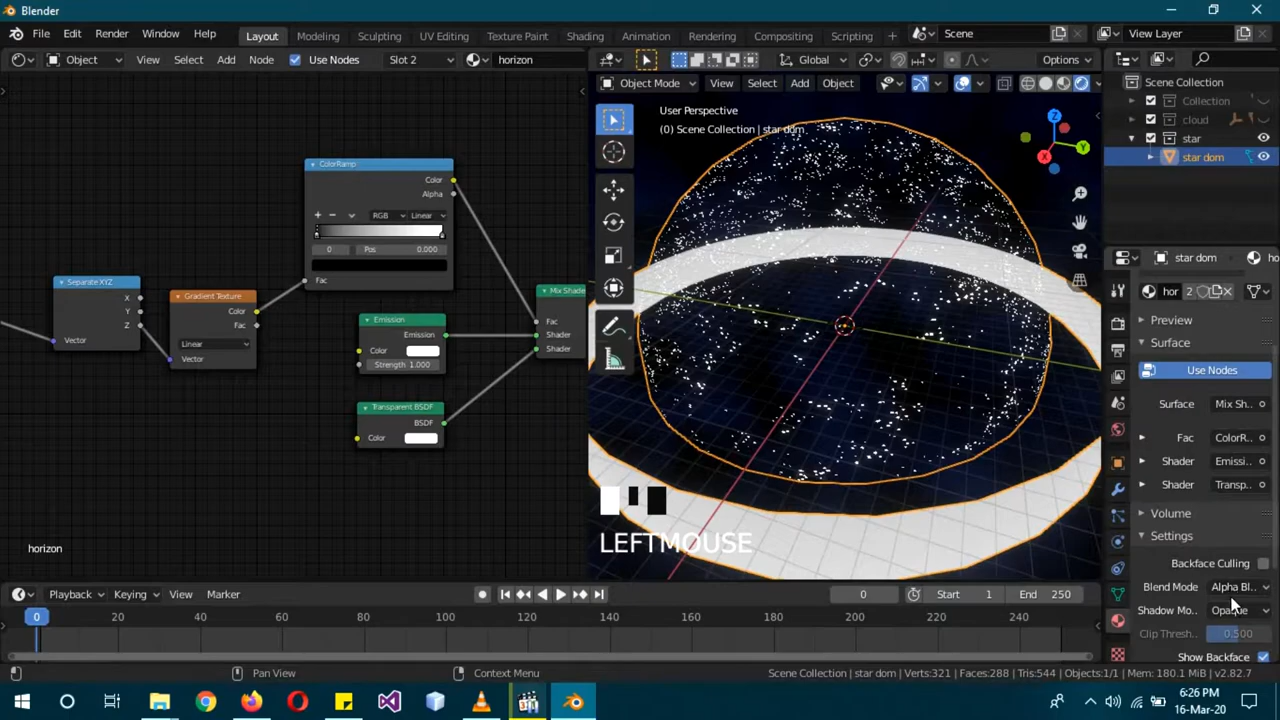 Blender
File Edit Render Window Help Layout Modeling Sculpting UV Editing Texture Paint Shading Animation Rendering Compositing Scripting + Scene View Layer
Object View Select Add Node Use Nodes Slot 2 horizon Global Options
Object Mode View Select Add Object
User Perspective
(0) Scene Collection | star dom
Z
Y
X
Scene Collection
Collection
cloud
star
star dom
ColorRamp
Color
Alpha
+ − RGB Linear
0 Pos 0.000
Fac
Separate XYZ
X
Y
Z
Vector
Gradient Texture
Color
Fac
Linear
Vector
Emission
Emission
Color
Strength 1.000
Transparent BSDF
BSDF
Color
Mix Shade
Fac
Shader
Shader
star dom ho
hor 2
Preview
Surface
Use Nodes
Surface Mix Sh..
Fac ColorR..
Shader Emissi..
Shader Transp..
Volume
Settings
Backface Culling
Blend Mode Alpha Bl..
Shadow Mo..
Clip Thresh.. 0.500
Show Backface
LEFTMOUSE
horizon
Playback Keying View Marker 0 Start 1 End 250
0 20 40 60 80 100 120 140 160 180 200 220 240
Pan View Context Menu Scene Collection | star dom | Verts:321 | Faces:288 | Tris:544 | Objects:1/1 | Mem: 180.1 MiB | v2.82.7
6:26 PM
16-Mar-20